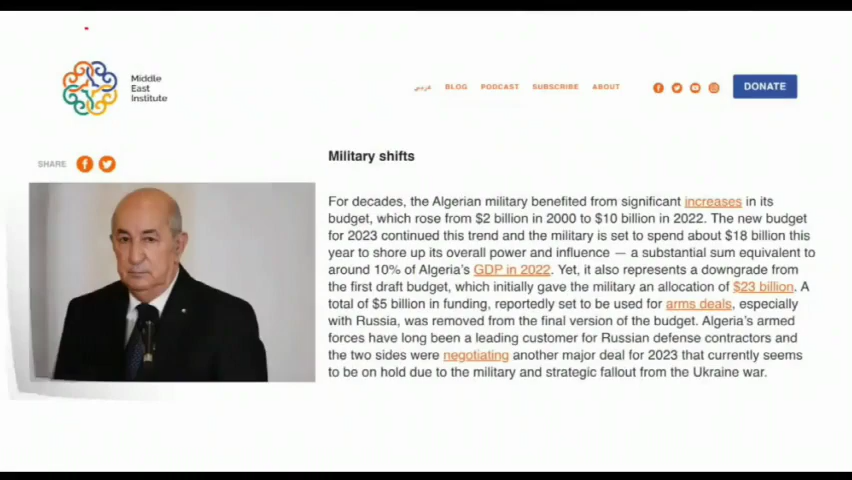 Middle
East
Institute
عربي BLOG PODCAST SUBSCRIBE ABOUT DONATE
SHARE
Military shifts
For decades, the Algerian military benefited from significant increases in its
budget, which rose from $2 billion in 2000 to $10 billion in 2022. The new budget
for 2023 continued this trend and the military is set to spend about $18 billion this
year to shore up its overall power and influence — a substantial sum equivalent to
around 10% of Algeria's GDP in 2022. Yet, it also represents a downgrade from
the first draft budget, which initially gave the military an allocation of $23 billion. A
total of $5 billion in funding, reportedly set to be used for arms deals, especially
with Russia, was removed from the final version of the budget. Algeria's armed
forces have long been a leading customer for Russian defense contractors and
the two sides were negotiating another major deal for 2023 that currently seems
to be on hold due to the military and strategic fallout from the Ukraine war.